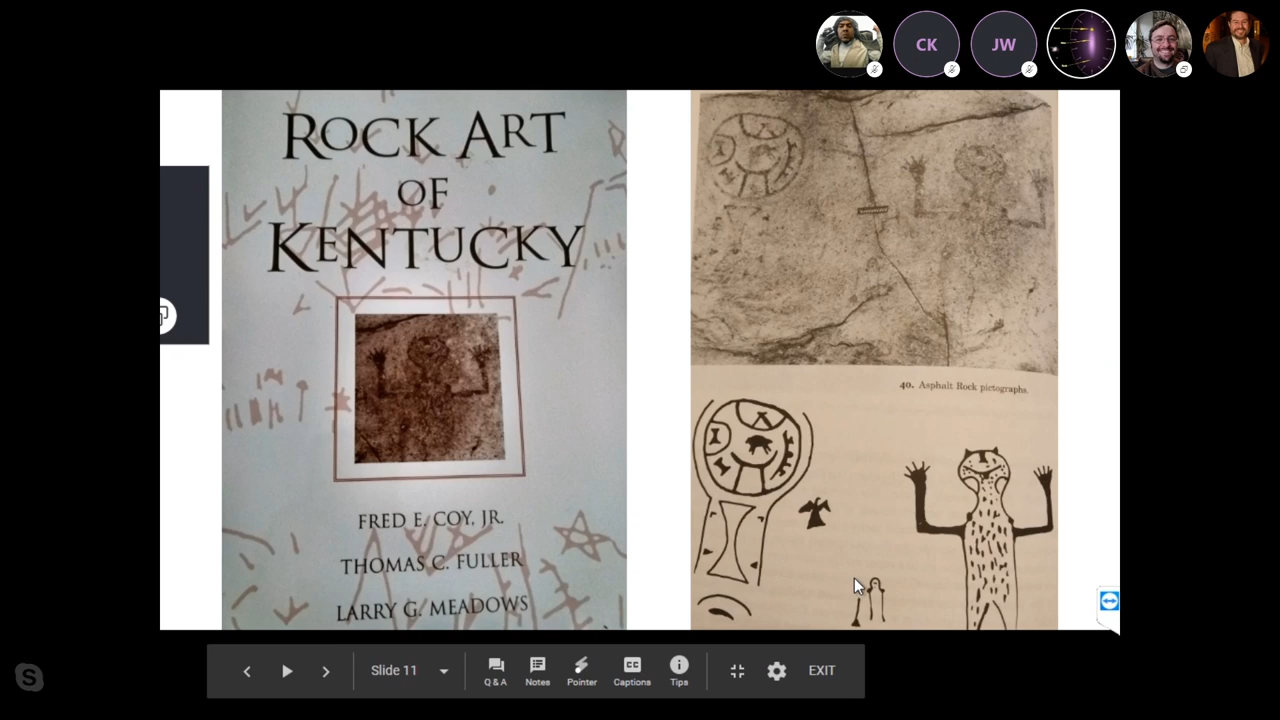 CK
JW
ROCK ART
OF
KENTUCKY
FRED E. COY, JR.
THOMAS C. FULLER
LARRY G. MEADOWS
40. Asphalt Rock pictographs.
Slide 11
Q & A
Notes
Pointer
Captions
CC
Tips
EXIT